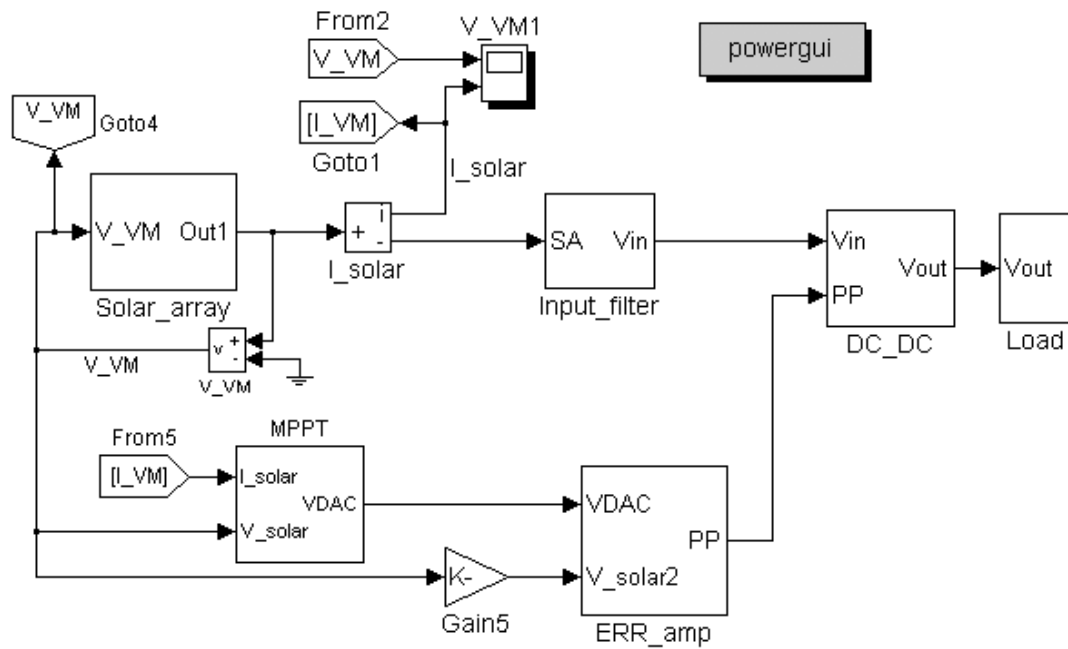 From2
V_VM
V_VM1
powergui
V_VM
Goto4
[I_VM]
Goto1
I_solar
V_VM
Out1
Solar_array
+
i
-
I_solar
SA
Vin
Input_filter
Vin
PP
Vout
DC_DC
Vout
Load
V_VM
v
+
-
V_VM
From5
[I_VM]
MPPT
I_solar
V_solar
VDAC
K-
Gain5
VDAC
V_solar2
PP
ERR_amp